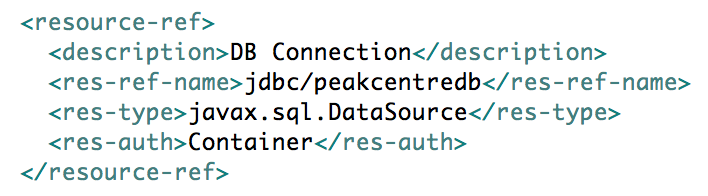 <resource-ref>
<description>DB Connection</description>
<res-ref-name>jdbc/peakcentredb</res-ref-name>
<res-type>javax.sql.DataSource</res-type>
<res-auth>Container</res-auth>
</resource-ref>